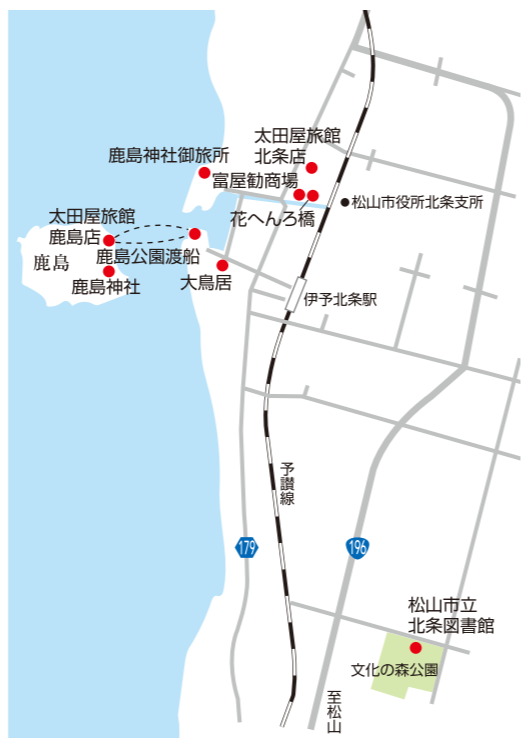 太田屋旅館
北条店
鹿島神社御旅所
富屋勧商場
花へんろ橋
松山市役所北条支所
太田屋旅館
鹿島店
鹿島
鹿島公園渡船
鹿島神社
大鳥居
伊予北条駅
予讃線
179
196
松山市立
北条図書館
文化の森公園
至松山